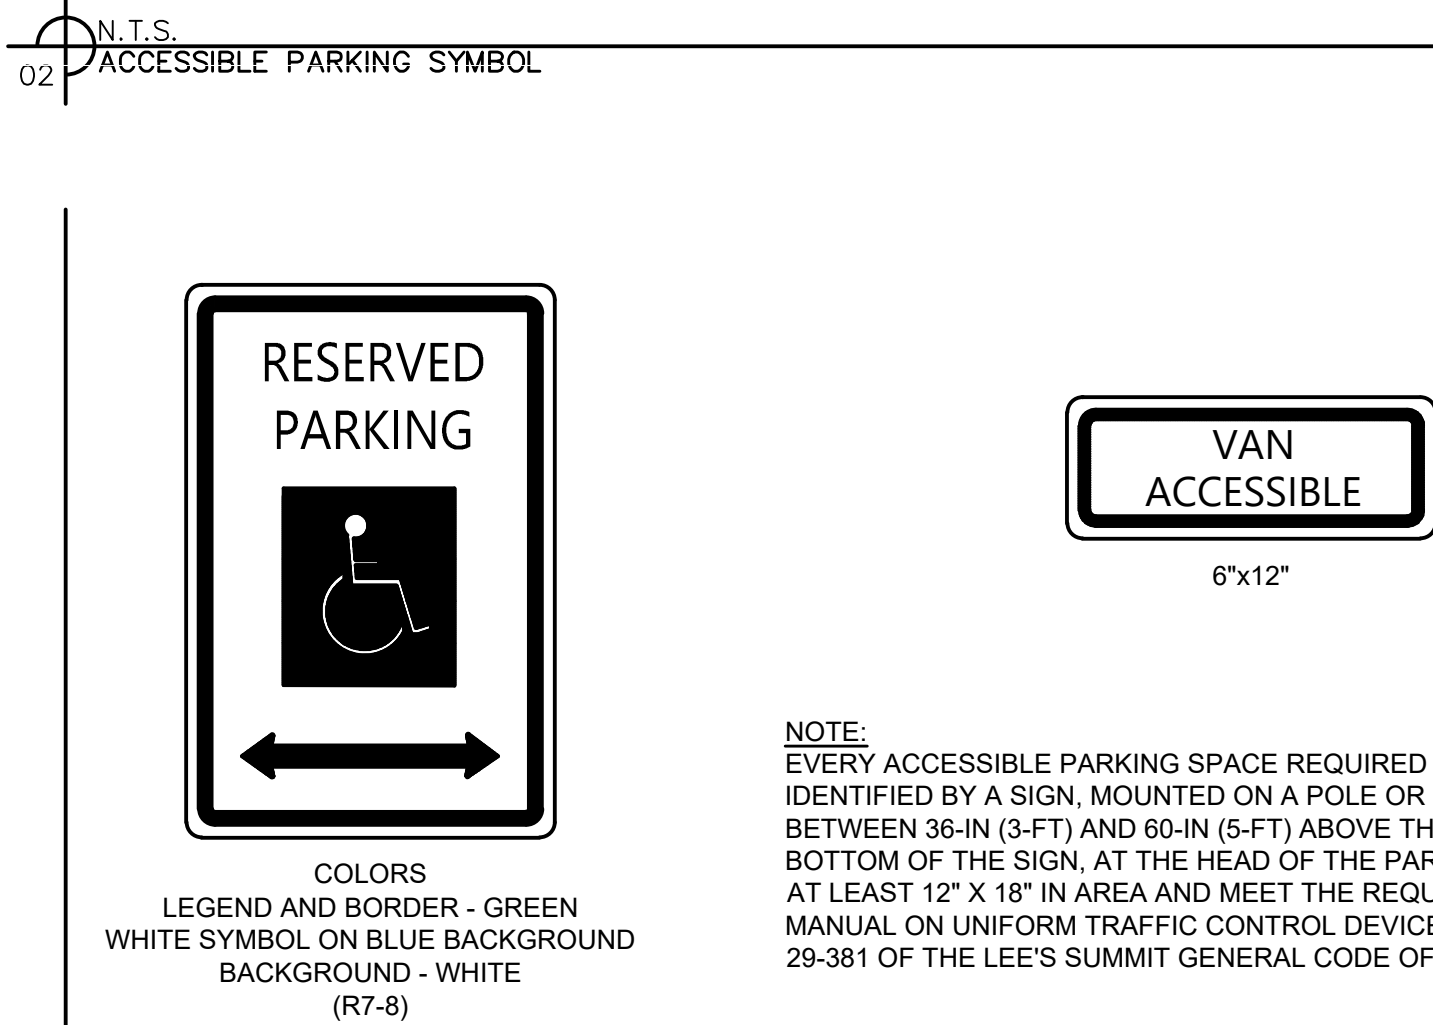 N.T.S.
02
ACCESSIBLE PARKING SYMBOL
RESERVED
PARKING
COLORS
LEGEND AND BORDER - GREEN
WHITE SYMBOL ON BLUE BACKGROUND
BACKGROUND - WHITE
(R7-8)
VAN
ACCESSIBLE
6"x12"
NOTE:
EVERY ACCESSIBLE PARKING SPACE REQUIRED
IDENTIFIED BY A SIGN, MOUNTED ON A POLE OR
BETWEEN 36-IN (3-FT) AND 60-IN (5-FT) ABOVE
BOTTOM OF THE SIGN, AT THE HEAD OF THE
AT LEAST 12" X 18" IN AREA AND MEET THE
MANUAL ON UNIFORM TRAFFIC CONTROL
29-381 OF THE LEE'S SUMMIT GENERAL CODE OF